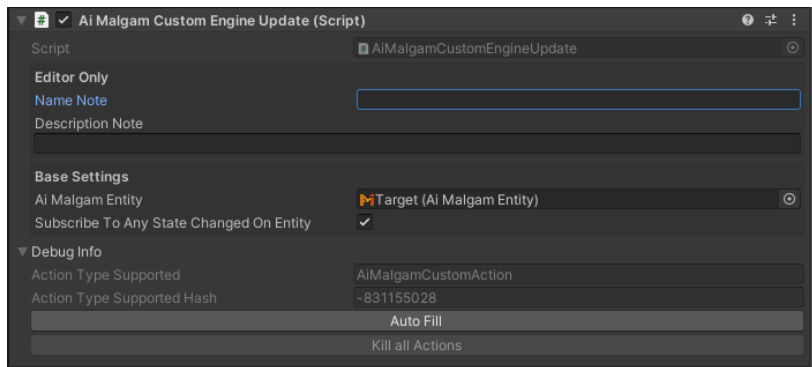 # Ai Malgam Custom Engine Update (Script)
Script AiMalgamCustomEngineUpdate
Editor Only
Name Note
Description Note
Base Settings
Ai Malgam Entity Target (Ai Malgam Entity)
Subscribe To Any State Changed On Entity
Debug Info
Action Type Supported AiMalgamCustomAction
Action Type Supported Hash -831155028
Auto Fill
Kill all Actions